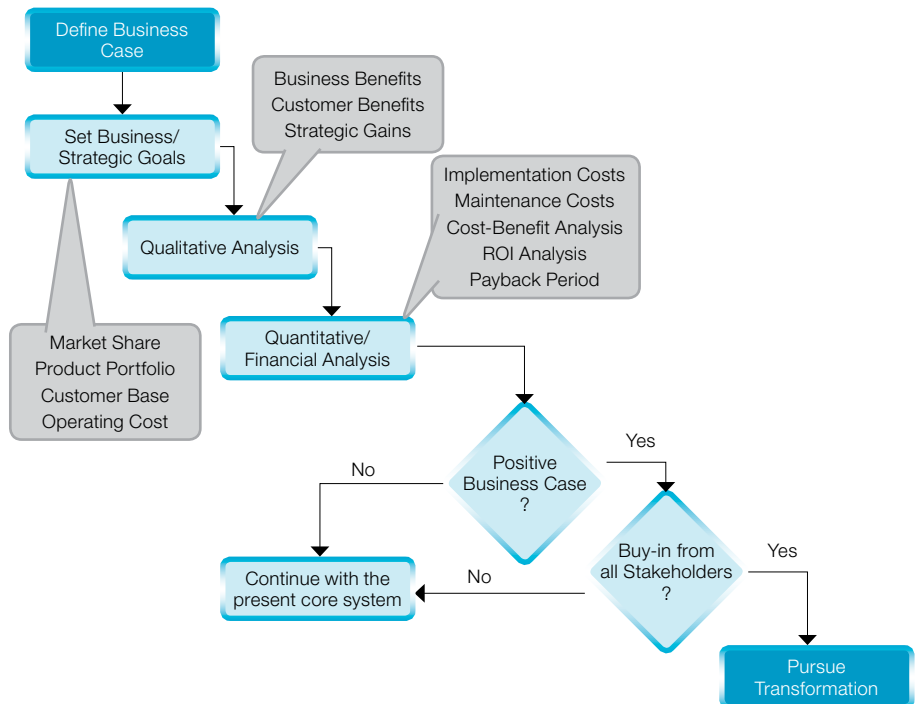 Define Business
Case
Business Benefits
Customer Benefits
Strategic Gains
Set Business/
Strategic Goals
Implementation Costs
Maintenance Costs
Cost-Benefit Analysis
ROI Analysis
Payback Period
Qualitative Analysis
Market Share
Product Portfolio
Customer Base
Operating Cost
Quantitative/
Financial Analysis
Positive
Business Case
?
No
Yes
Continue with the
present core system
Buy-in from
all Stakeholders
?
No
Yes
Pursue
Transformation